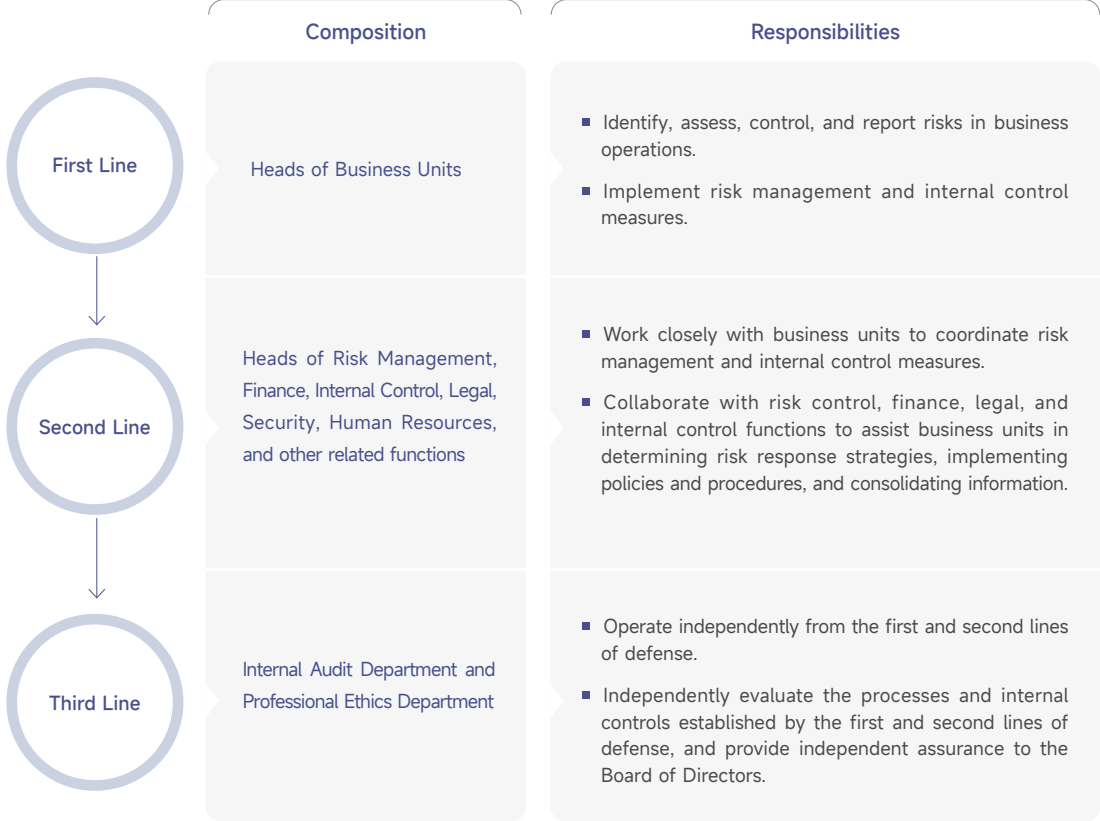 Composition
Responsibilities
First Line
Heads of Business Units
Identify, assess, control, and report risks in business
operations.
Implement risk management and internal control
measures.
Second Line
Heads of Risk Management,
Finance, Internal Control, Legal,
Security, Human Resources,
and other related functions
Work closely with business units to coordinate risk
management and internal control measures.
Collaborate with risk control, finance, legal, and
internal control functions to assist business units in
determining risk response strategies, implementing
policies and procedures, and consolidating information.
Third Line
Internal Audit Department and
Professional Ethics Department
Operate independently from the first and second lines
of defense.
Independently evaluate the processes and internal
controls established by the first and second lines of
defense, and provide independent assurance to the
Board of Directors.